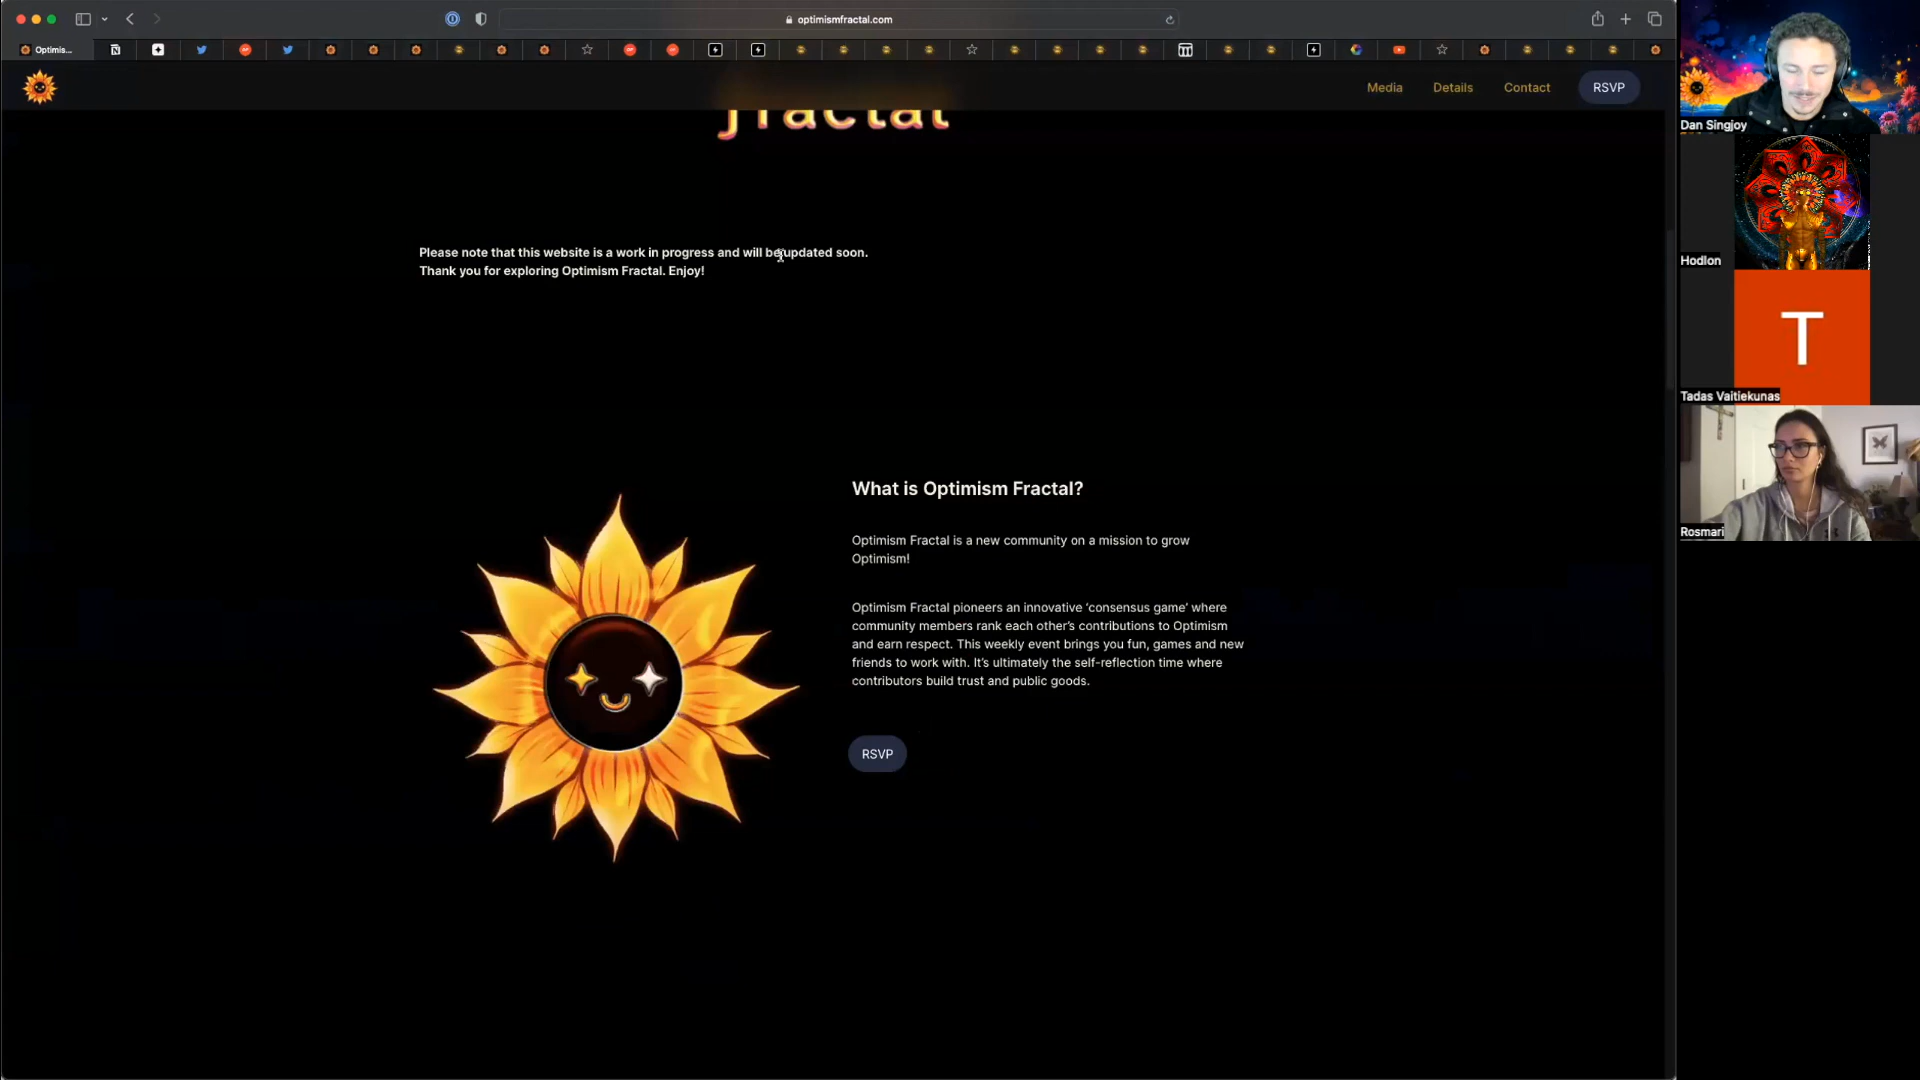 optimismfractal.com
Optimis...
Media
Details
Contact
RSVP
fractal
Please note that this website is a work in progress and will be updated soon.
Thank you for exploring Optimism Fractal. Enjoy!
What is Optimism Fractal?
Optimism Fractal is a new community on a mission to grow
Optimism!
Optimism Fractal pioneers an innovative ‘consensus game’ where
community members rank each other’s contributions to Optimism
and earn respect. This weekly event brings you fun, games and new
friends to work with. It’s ultimately the self-reflection time where
contributors build trust and public goods.
RSVP
Dan Singjoy
Hodlon
T
Tadas Vaitiekunas
Rosmari